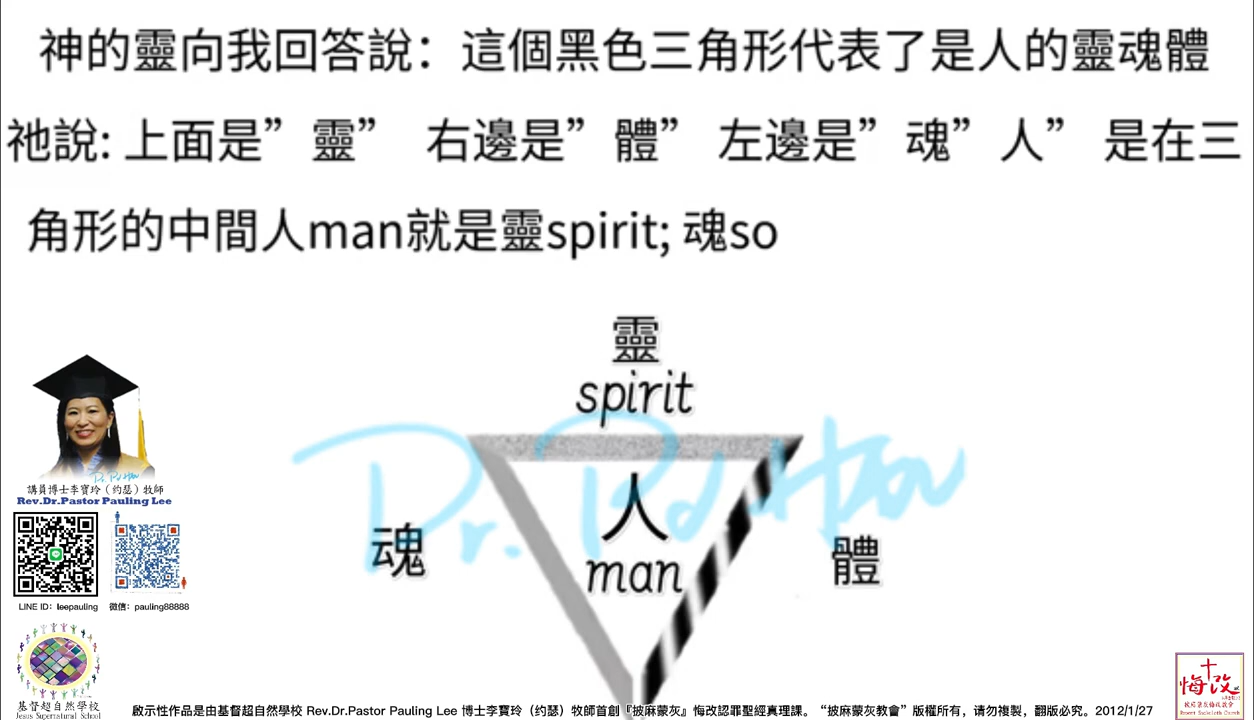 神的靈向我回答說：這個黑色三角形代表了是人的靈魂體
祂說: 上面是”靈” 右邊是”體” 左邊是”魂”人” 是在三
角形的中間人man就是靈spirit; 魂so
靈
spirit
人
man
魂
體
Dr.
講員博士李寶玲（约瑟）牧師
Rev.Dr.Pastor Pauling Lee
LINE ID：leepauling 微信：pauling88888
基督超自然學校
Jesus Supernatural School
啟示性作品是由基督超自然學校 Rev.Dr.Pastor Pauling Lee 博士李寶玲（约瑟）牧師首創『披麻蒙灰』悔改認罪聖經真理課。“披麻蒙灰教會”版權所有，请勿複製，翻版必究。2012/1/27
悔改